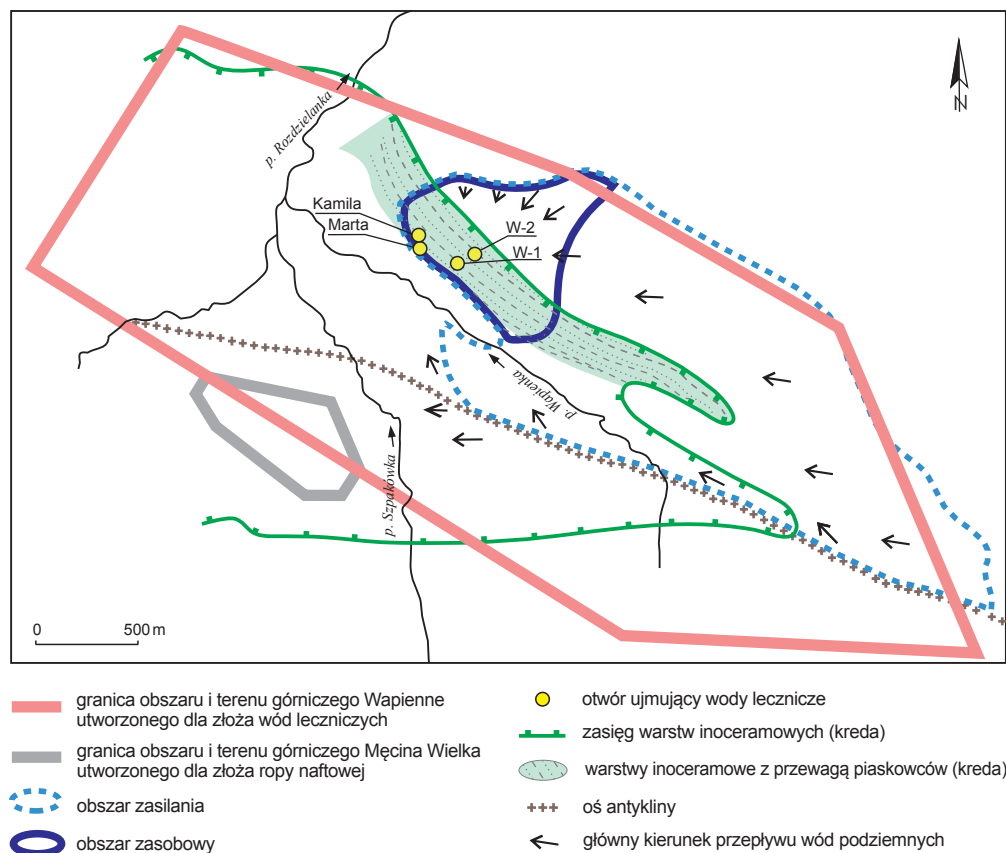 N
p. Rozdzielanka
Kamila
Marta
W-2
W-1
p. Wapienka
p. Szpakówka
0 500 m
granica obszaru i terenu górniczego Wapienne
utworzonego dla złoża wód leczniczych
granica obszaru i terenu górniczego Męcina Wielka
utworzonego dla złoża ropy naftowej
obszar zasilania
obszar zasobowy
otwór ujmujący wody lecznicze
zasięg warstw inoceramowych (kreda)
warstwy inoceramowe z przewagą piaskowców (kreda)
oś antykliny
główny kierunek przepływu wód podziemnych